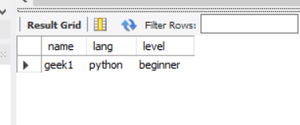 Result Grid Filter Rows:
name lang level
geek1 python beginner